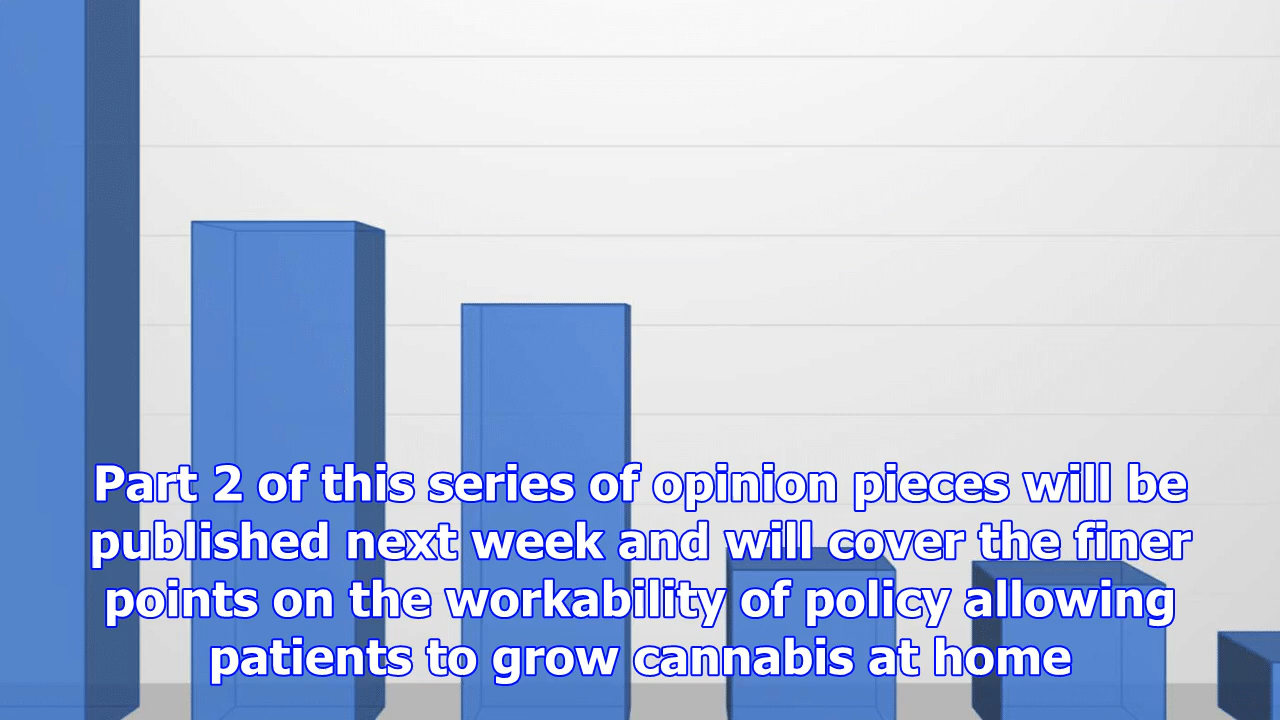 Part 2 of this series of opinion pieces will be
published next week and will cover the finer
points on the workability of policy allowing
patients to grow cannabis at home